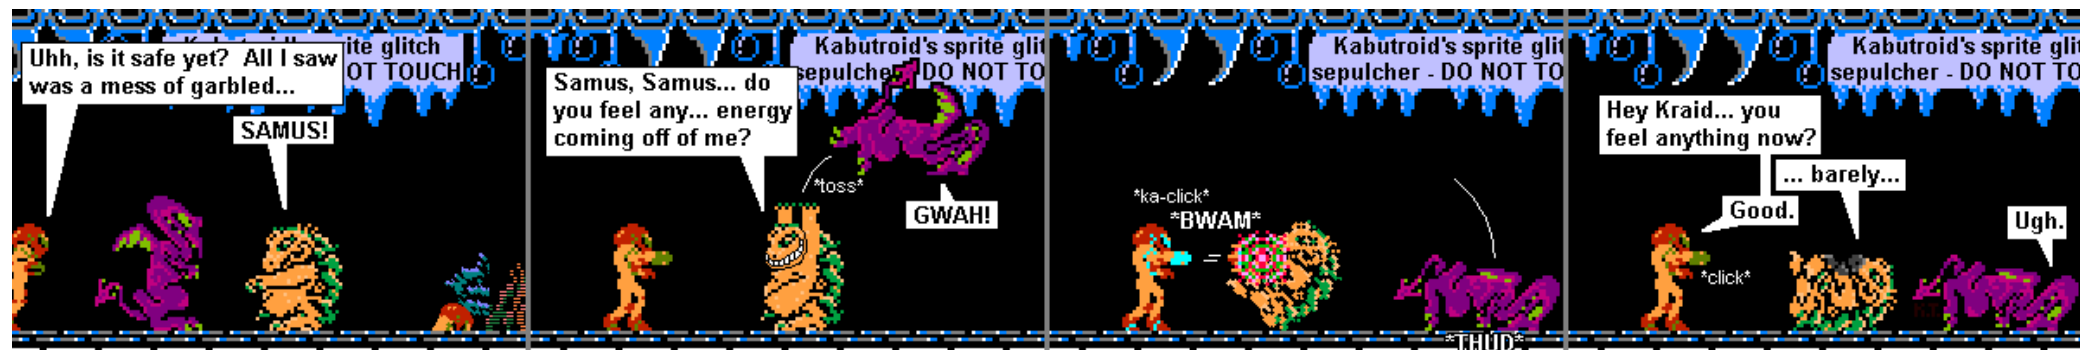 Uhh, is it safe yet? All I saw
was a mess of garbled...
sprite glitch
DO NOT TOUCH
SAMUS!
Kabutroid's sprite glit
sepulcher - DO NOT TO
Samus, Samus... do
you feel any... energy
coming off of me?
*toss*
GWAH!
Kabutroid's sprite glit
sepulcher - DO NOT TO
*ka-click*
*BWAM*
*THUD*
Kabutroid's sprite glit
sepulcher - DO NOT TO
Hey Kraid... you
feel anything now?
... barely...
Good.
Ugh.
*click*